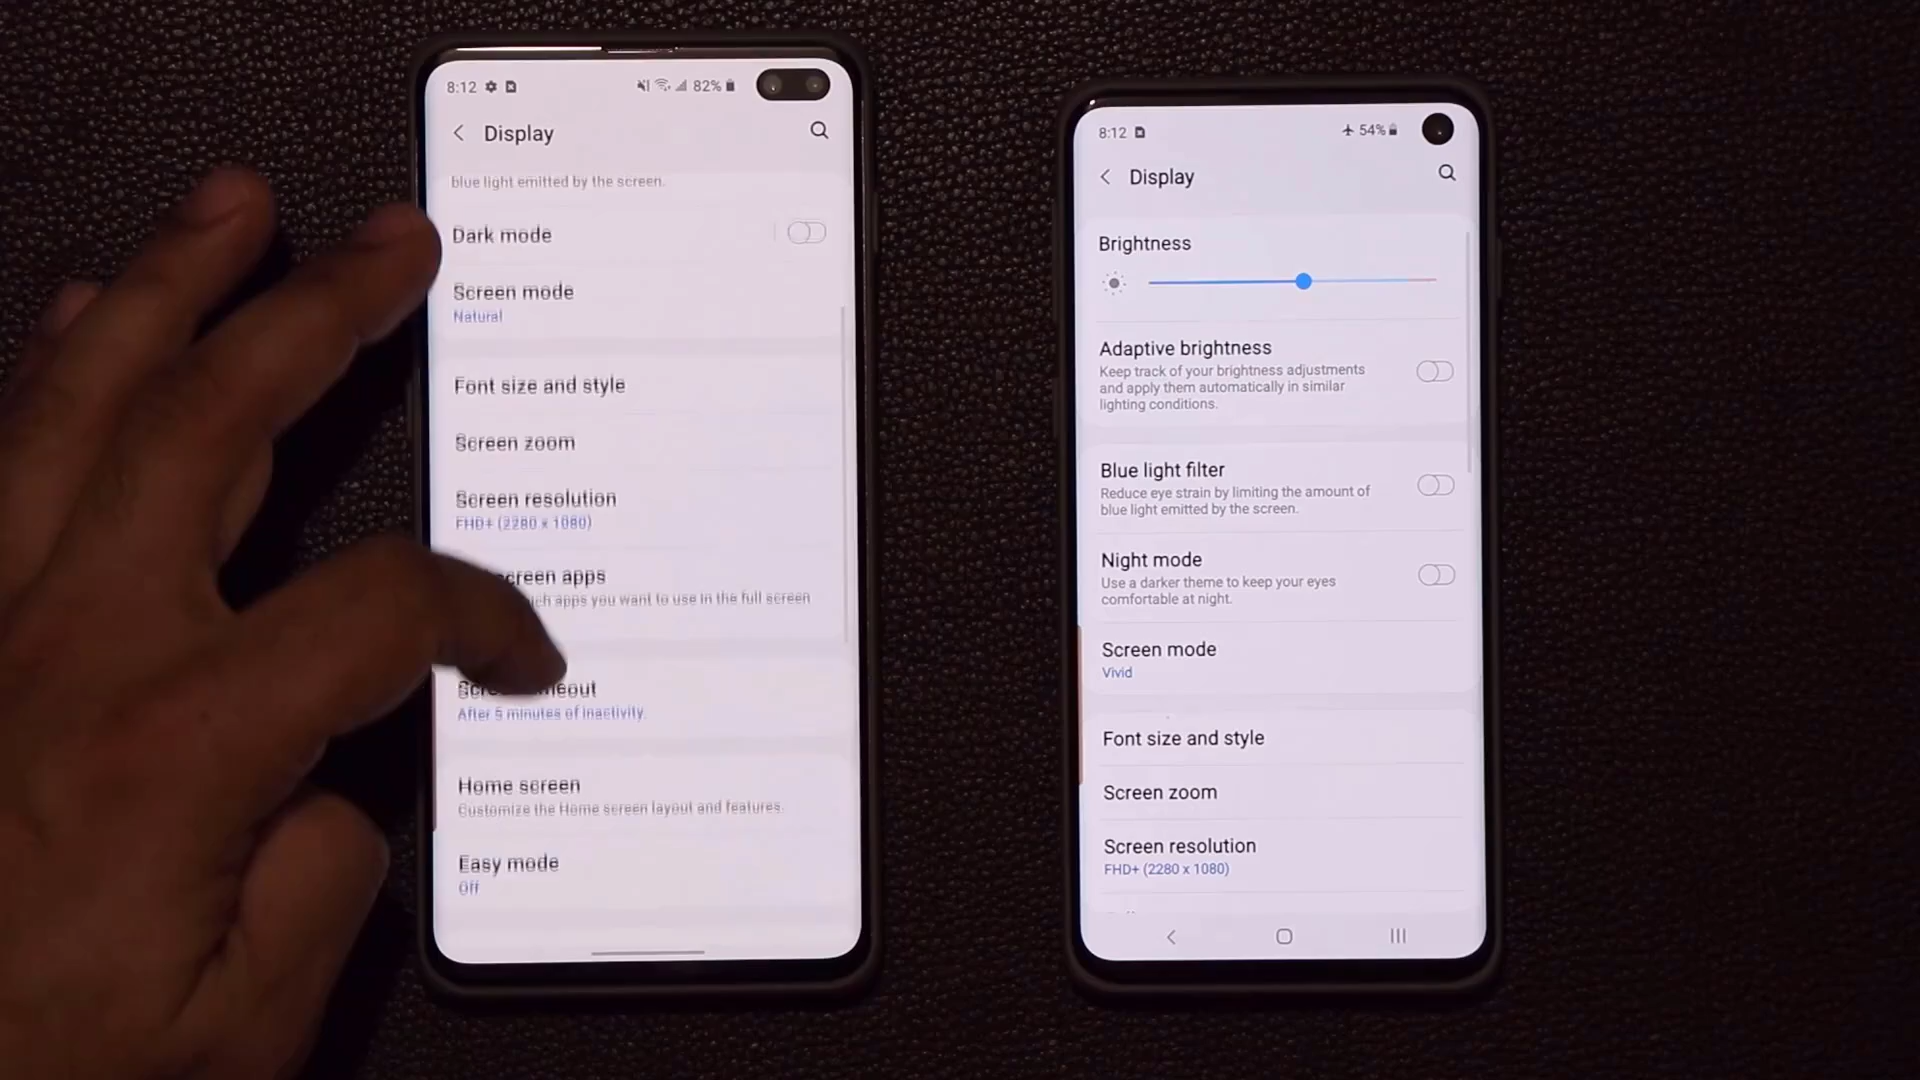 8:12
82%
Display
blue light emitted by the screen.
Dark mode
Screen mode
Natural
Font size and style
Screen zoom
Screen resolution
FHD+ (2280 x 1080)
screen apps
apps you want to use in the full screen
After 5 minutes of inactivity.
Home screen
Customize the Home screen layout and features.
Easy mode
Off
8:12
54%
Display
Brightness
Adaptive brightness
Keep track of your brightness adjustments
and apply them automatically in similar
lighting conditions.
Blue light filter
Reduce eye strain by limiting the amount of
blue light emitted by the screen.
Night mode
Use a darker theme to keep your eyes
comfortable at night.
Screen mode
Vivid
Font size and style
Screen zoom
Screen resolution
FHD+ (2280 x 1080)